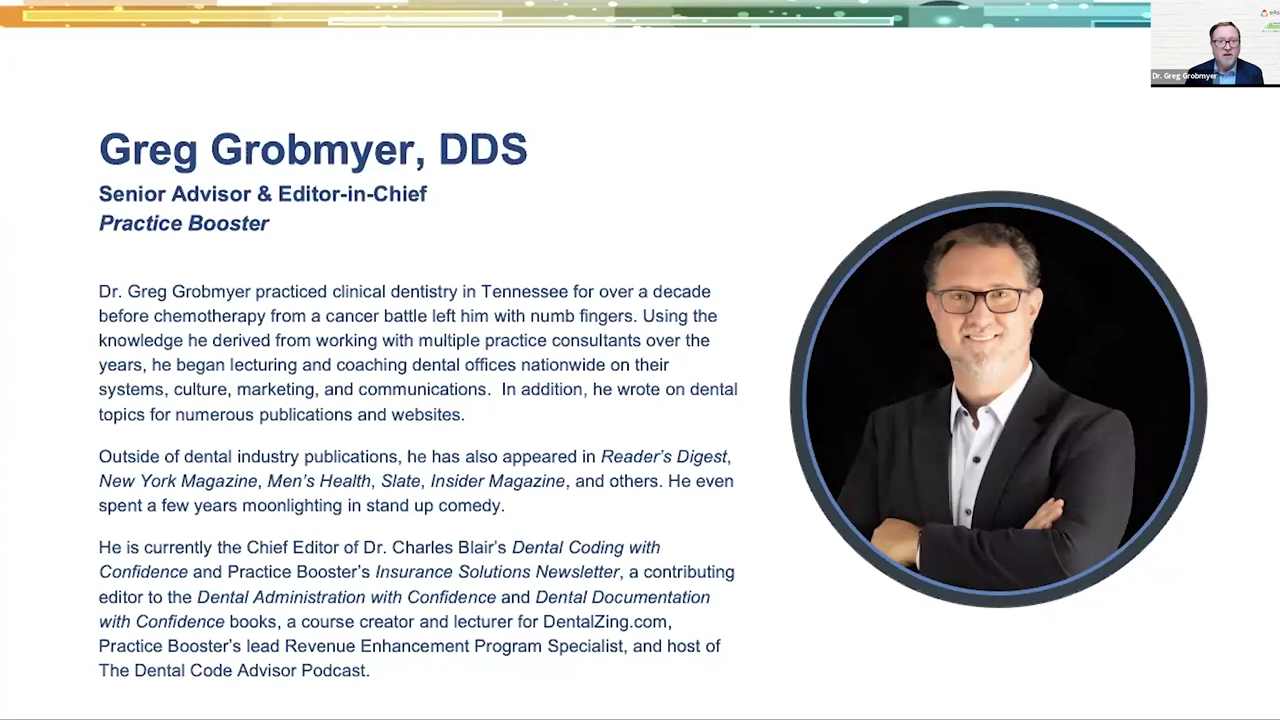 Dr. Greg Grobmyer
Greg Grobmyer, DDS
Senior Advisor & Editor-in-Chief
Practice Booster
Dr. Greg Grobmyer practiced clinical dentistry in Tennessee for over a decade
before chemotherapy from a cancer battle left him with numb fingers. Using the
knowledge he derived from working with multiple practice consultants over the
years, he began lecturing and coaching dental offices nationwide on their
systems, culture, marketing, and communications.  In addition, he wrote on dental
topics for numerous publications and websites.
Outside of dental industry publications, he has also appeared in Reader's Digest,
New York Magazine, Men's Health, Slate, Insider Magazine, and others. He even
spent a few years moonlighting in stand up comedy.
He is currently the Chief Editor of Dr. Charles Blair's Dental Coding with
Confidence and Practice Booster's Insurance Solutions Newsletter, a contributing
editor to the Dental Administration with Confidence and Dental Documentation
with Confidence books, a course creator and lecturer for DentalZing.com,
Practice Booster's lead Revenue Enhancement Program Specialist, and host of
The Dental Code Advisor Podcast.